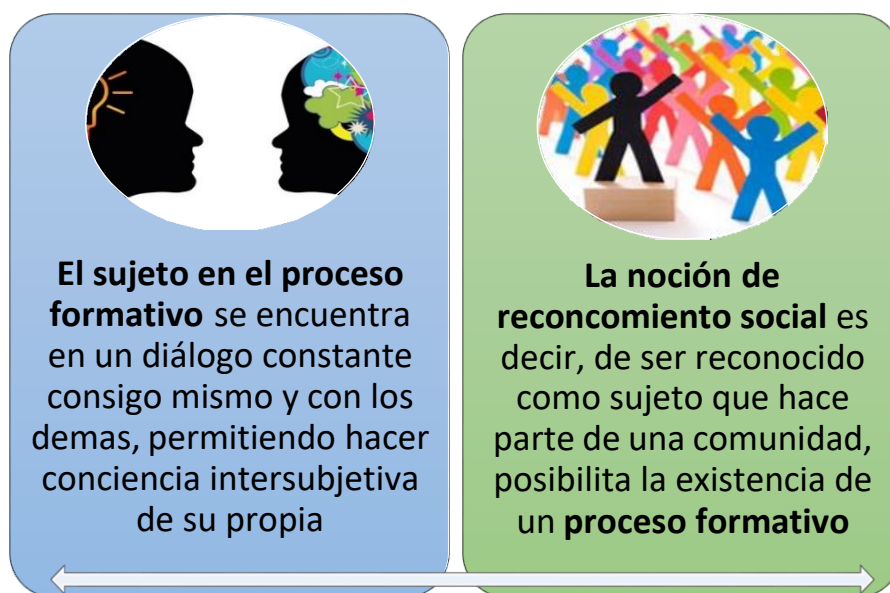 El sujeto en el proceso
formativo se encuentra
en un diálogo constante
consigo mismo y con los
demas, permitiendo hacer
conciencia intersubjetiva
de su propia
La noción de
reconcomiento social es
decir, de ser reconocido
como sujeto que hace
parte de una comunidad,
posibilita la existencia de
un proceso formativo